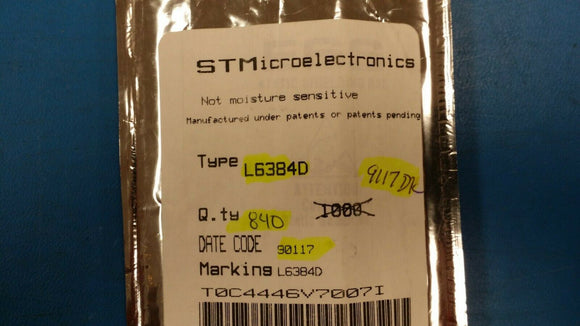 STMicroelectronics
Not moisture sensitive
Manufactured under patents or patents pending
Type L6384D 9117DK
Q.ty 840 1000
DATE CODE 90117
Marking L6384D
T0C4446V7007I